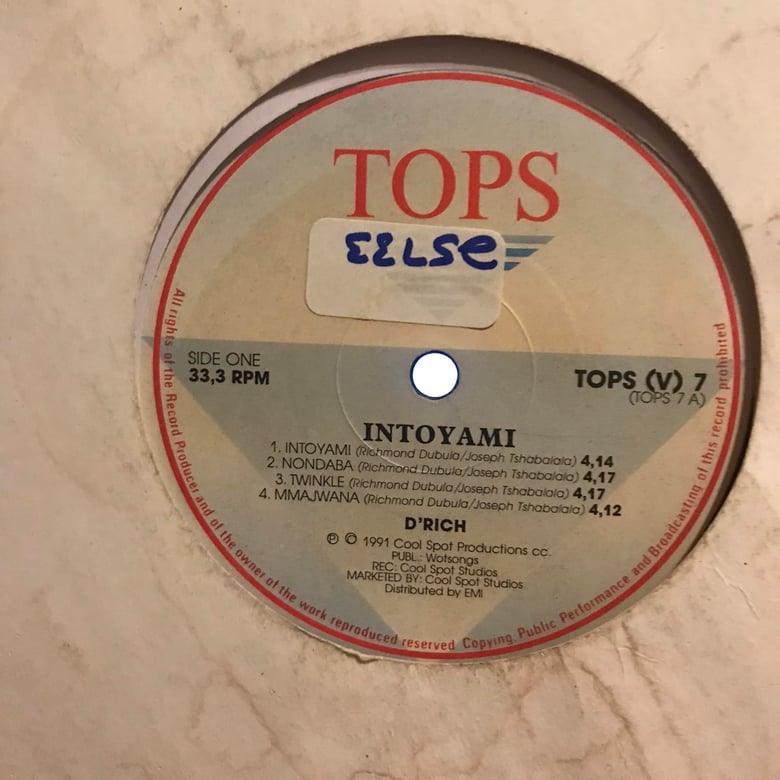 TOPS
SIDE ONE
33,3 RPM
TOPS (V) 7
(TOPS 7 A)
INTOYAMI
1. INTOYAMI (Richmond Dubula/Joseph Tshabalala) 4,14
2. NONDABA (Richmond Dubula/Joseph Tshabalala) 4,17
3. TWINKLE (Richmond Dubula/Joseph Tshabalala) 4,17
4. MMAJWANA (Richmond Dubula/Joseph Tshabalala) 4,12
D'RICH
℗ © 1991 Cool Spot Productions cc.
PUBL.: Wotsongs
REC: Cool Spot Studios
MARKETED BY: Cool Spot Studios
Distributed by EMI
All rights of the Record Producer and of the owner of the work reproduced reserved Copying, Public Performance and Broadcasting of this record prohibited